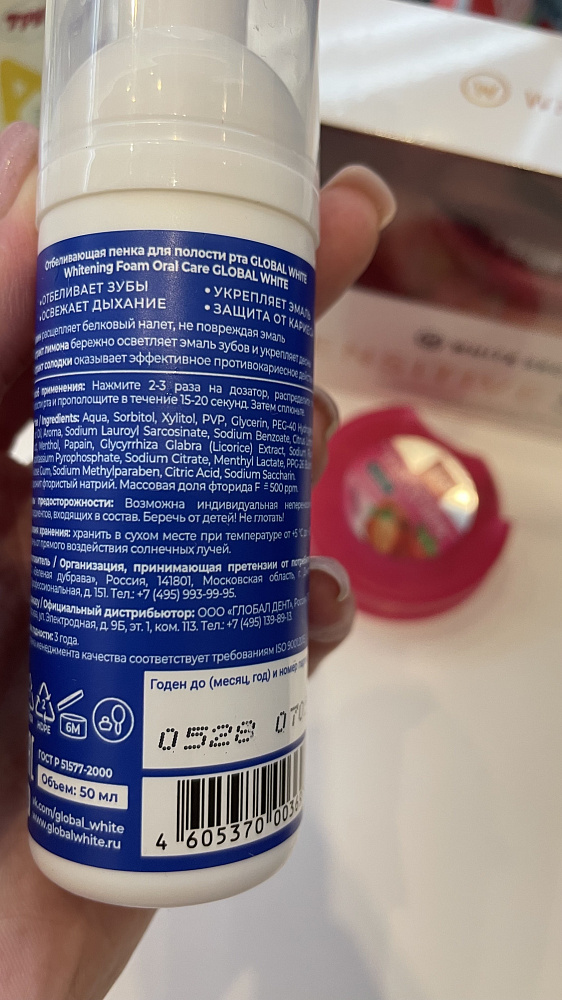 Отбеливающая пенка для полости рта GLOBAL WHITE
Whitening Foam Oral Care GLOBAL WHITE
•ОТБЕЛИВАЕТ ЗУБЫ
•ОСВЕЖАЕТ ДЫХАНИЕ
•УКРЕПЛЯЕТ ЭМАЛЬ
•ЗАЩИТА ОТ
расщепляет белковый налет, не повреждая эмаль
лимона бережно осветляет эмаль зубов и укрепляет
солодки оказывает эффективное противокариесное
применения: Нажмите 2-3 раза на дозатор,
рта и прополощите в течение 15-20 секунд. Затем сплюньте.
/ Ingredients: Aqua, Sorbitol, Xylitol, PVP, Glycerin, PEG-40
Oil, Aroma, Sodium Lauroyl Sarcosinate, Sodium Benzoate,
Menthol, Papain, Glycyrrhiza Glabra (Licorice) Extract,
Pyrophosphate, Sodium Citrate, Menthyl Lactate, PPG-26
Gum, Sodium Methylparaben, Citric Acid, Sodium Saccharin.
фтористый натрий. Массовая доля фторида F = 500 ppm.
предосторожности: Возможна индивидуальная
входящих в состав. Беречь от детей! Не глотать!
хранения: хранить в сухом месте при температуре от +5 °C
от прямого воздействия солнечных лучей.
/ Организация, принимающая претензии от
дубрава», Россия, 141801, Московская область,
д. 151. Тел.: +7 (495) 993-99-95.
/ Официальный дистрибьютор: ООО «ГЛОБАЛ ДЕНТ»,
ул. Электродная, д. 9Б, эт. 1, ком. 113. Тел.: +7 (495) 139-89-13.
3 года.
менеджмента качества соответствует требованиям ISO
Годен до (месяц, год) и номер
0528
2
HDPE
6M
ГОСТ Р 51577-2000
Объем: 50 мл
vk.com/global_white
www.globalwhite.ru
4 605370
W